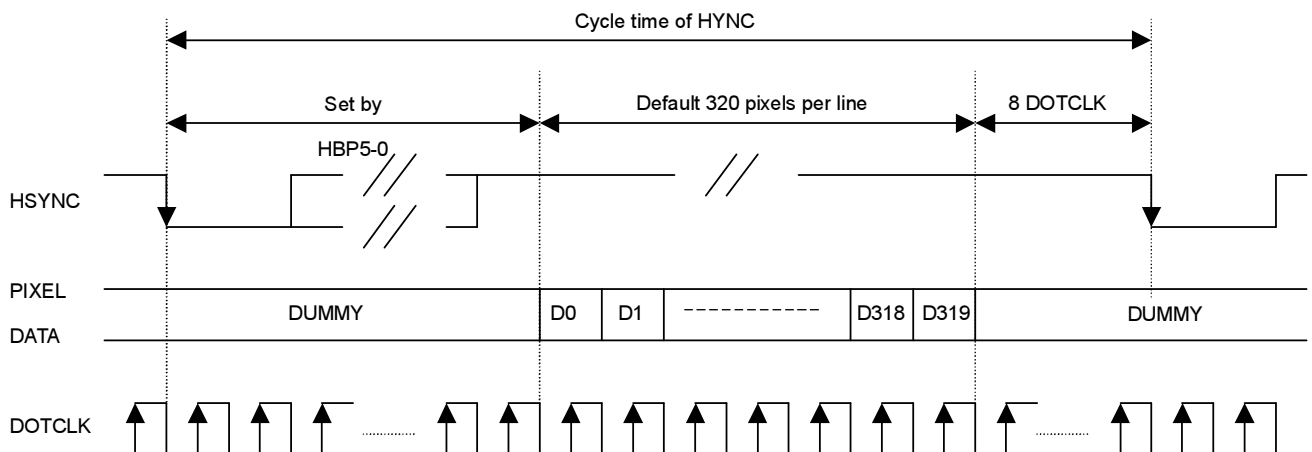 Cycle time of HYNC
Set by
Default 320 pixels per line
8 DOTCLK
HBP5-0
HSYNC
PIXEL
DUMMY
D0
D1
D318
D319
DUMMY
DATA
DOTCLK